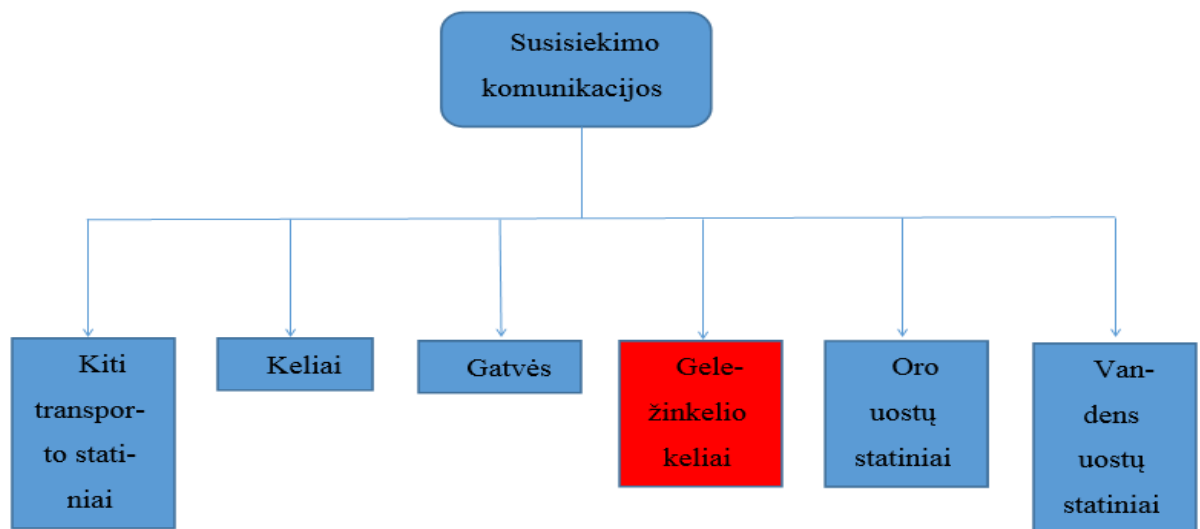 Susisiekimo
komunikacijos
Kiti
transpor-
to stati-
niai
Keliai
Gatvės
Gele-
žinkelio
keliai
Oro
uostų
statiniai
Van-
dens
uostų
statiniai